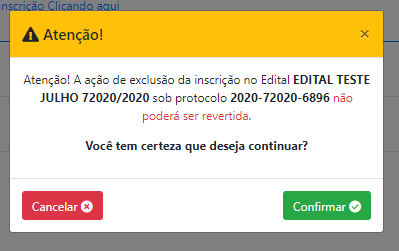 nscrição Clicando aqui
Atenção!
×
Atenção! A ação de exclusão da inscrição no Edital EDITAL TESTE
JULHO 72020/2020 sob protocolo 2020-72020-6896 não
poderá ser revertida.
Você tem certeza que deseja continuar?
Cancelar
Confirmar